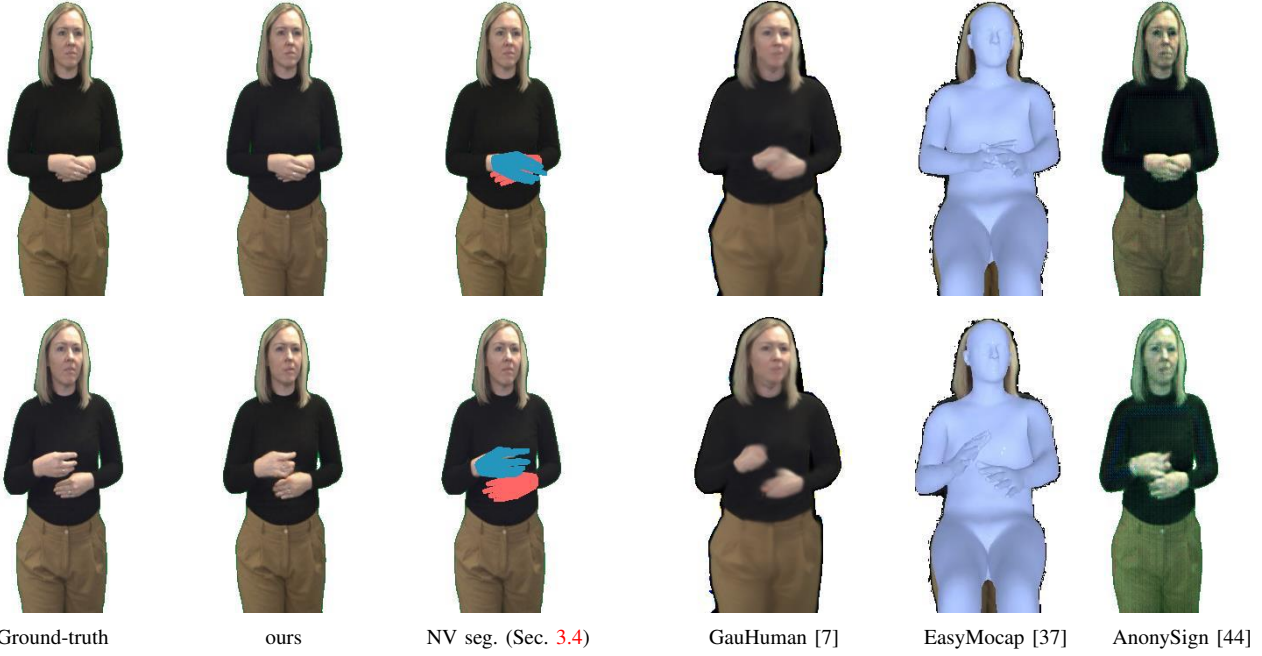 Ground-truth ours NV seg. (Sec. 3.4) GauHuman [7] EasyMocap [37] AnonySign [44]